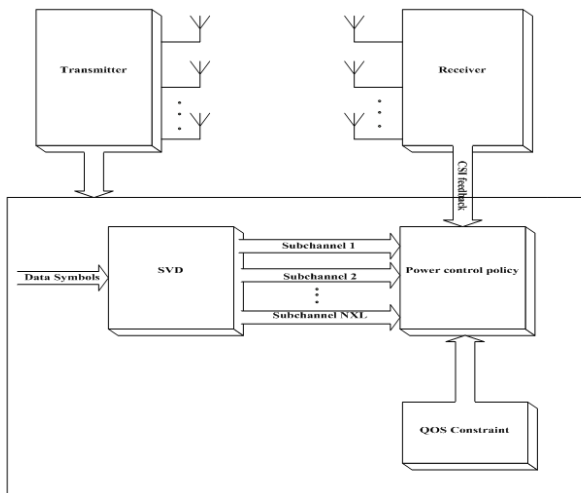 Transmitter
Receiver
CSI feedback
Data Symbols
SVD
Subchannel 1
Subchannel 2
Subchannel NXL
Power control policy
QOS Constraint